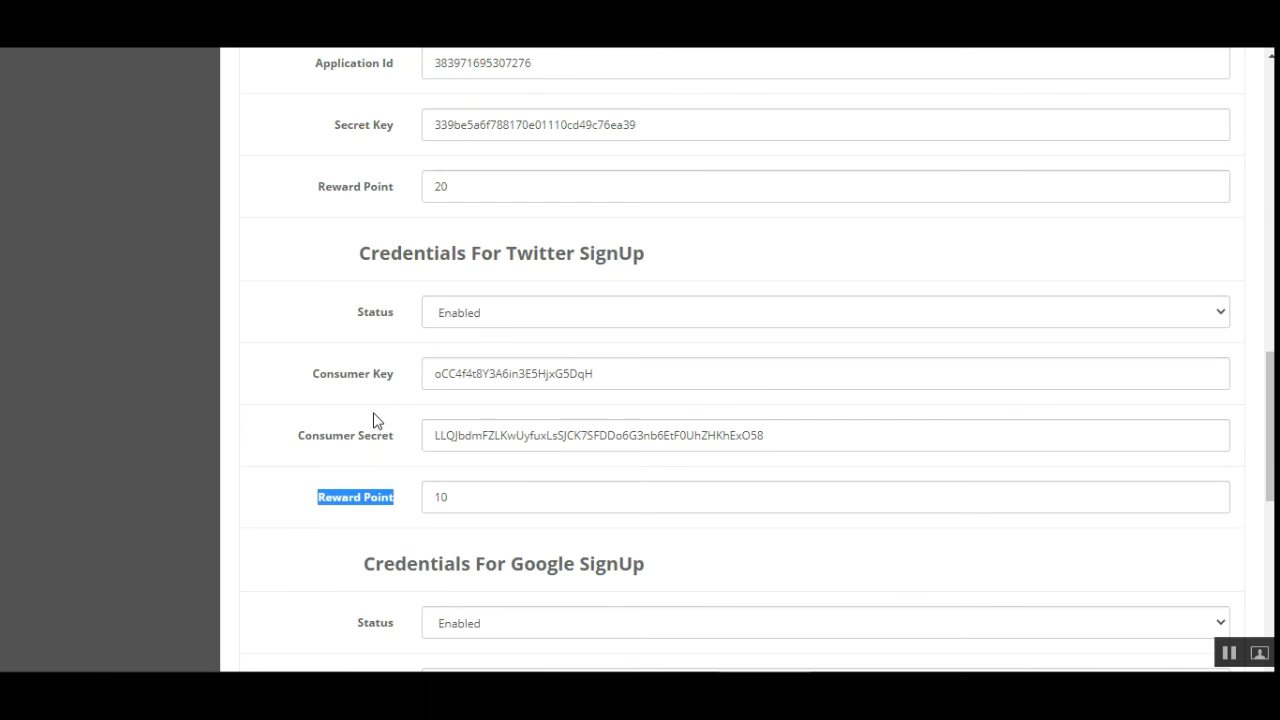 Application Id 383971695307276
Secret Key 339be5a6f788170e01110cd49c76ea39
Reward Point 20
Credentials For Twitter SignUp
Status Enabled
Consumer Key oCC4f4t8Y3A6in3E5HjxG5DqH
Consumer Secret LLQJbdmFZLKwUyfuxLsSJCK7SFDDo6G3nb6EtF0UhZHKhExO58
Reward Point 10
Credentials For Google SignUp
Status Enabled